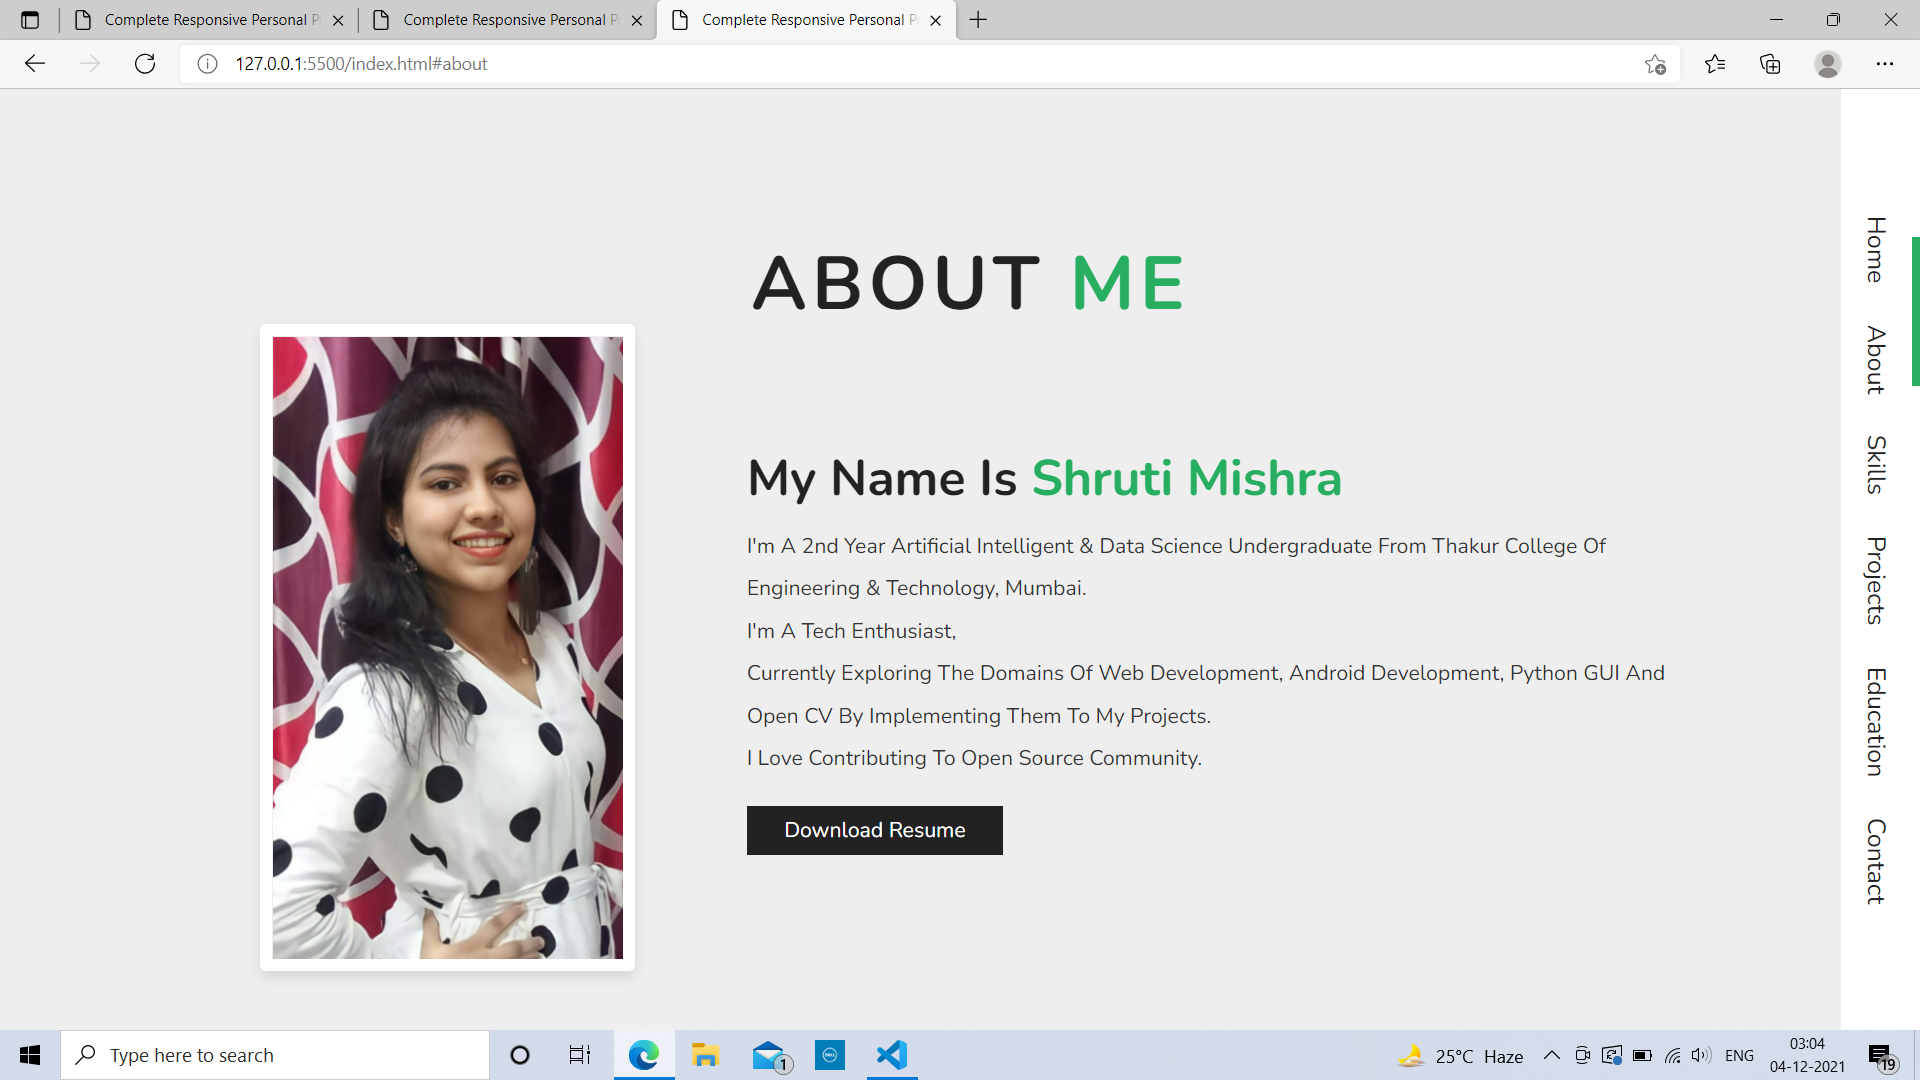 Complete Responsive Personal P
Complete Responsive Personal P
Complete Responsive Personal P
127.0.0.1:5500/index.html#about
Home
About
Skills
Projects
Education
Contact
ABOUT ME
My Name Is Shruti Mishra
I'm A 2nd Year Artificial Intelligent & Data Science Undergraduate From Thakur College Of
Engineering & Technology, Mumbai.
I'm A Tech Enthusiast,
Currently Exploring The Domains Of Web Development, Android Development, Python GUI And
Open CV By Implementing Them To My Projects.
I Love Contributing To Open Source Community.
Download Resume
Type here to search
1
DELL
25°C Haze
ENG
03:04
04-12-2021
19